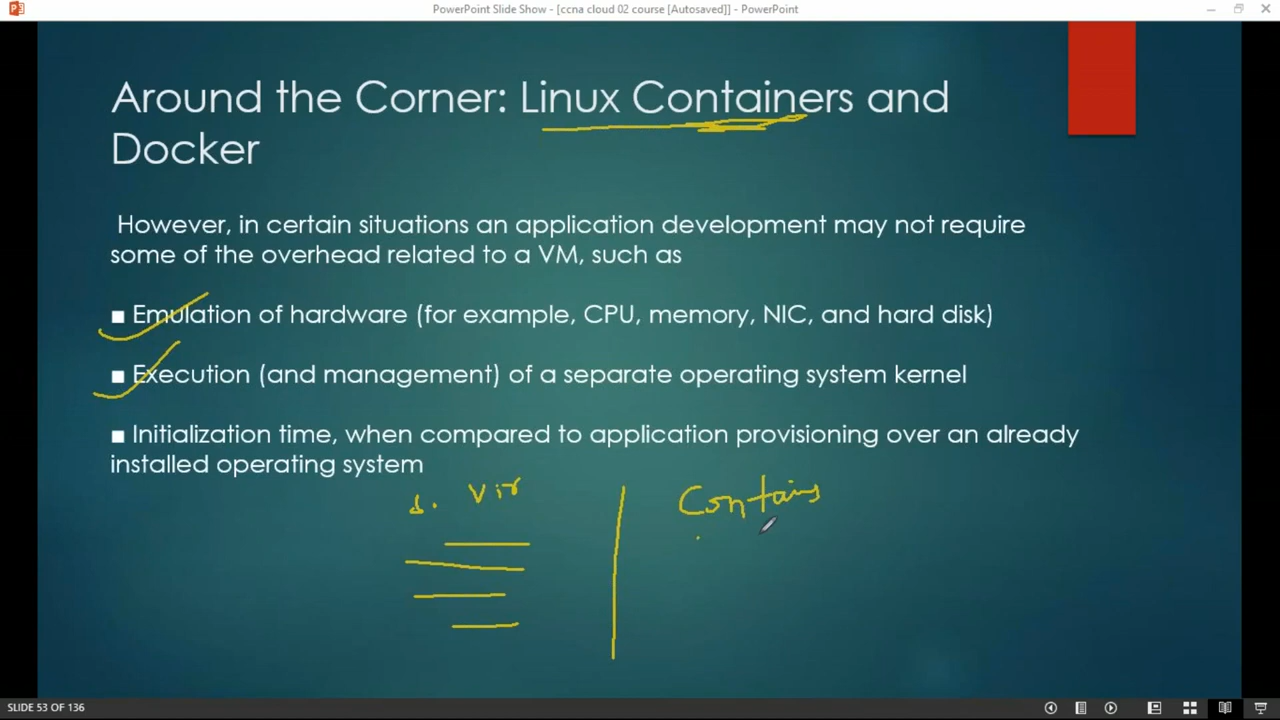 PowerPoint Slide Show - [ccna cloud 02 course [Autosaved]] - PowerPoint
Around the Corner: Linux Containers and
Docker
However, in certain situations an application development may not require
some of the overhead related to a VM, such as
■ Emulation of hardware (for example, CPU, memory, NIC, and hard disk)
■ Execution (and management) of a separate operating system kernel
■ Initialization time, when compared to application provisioning over an already
installed operating system
Vir
Contains
SLIDE 53 OF 136